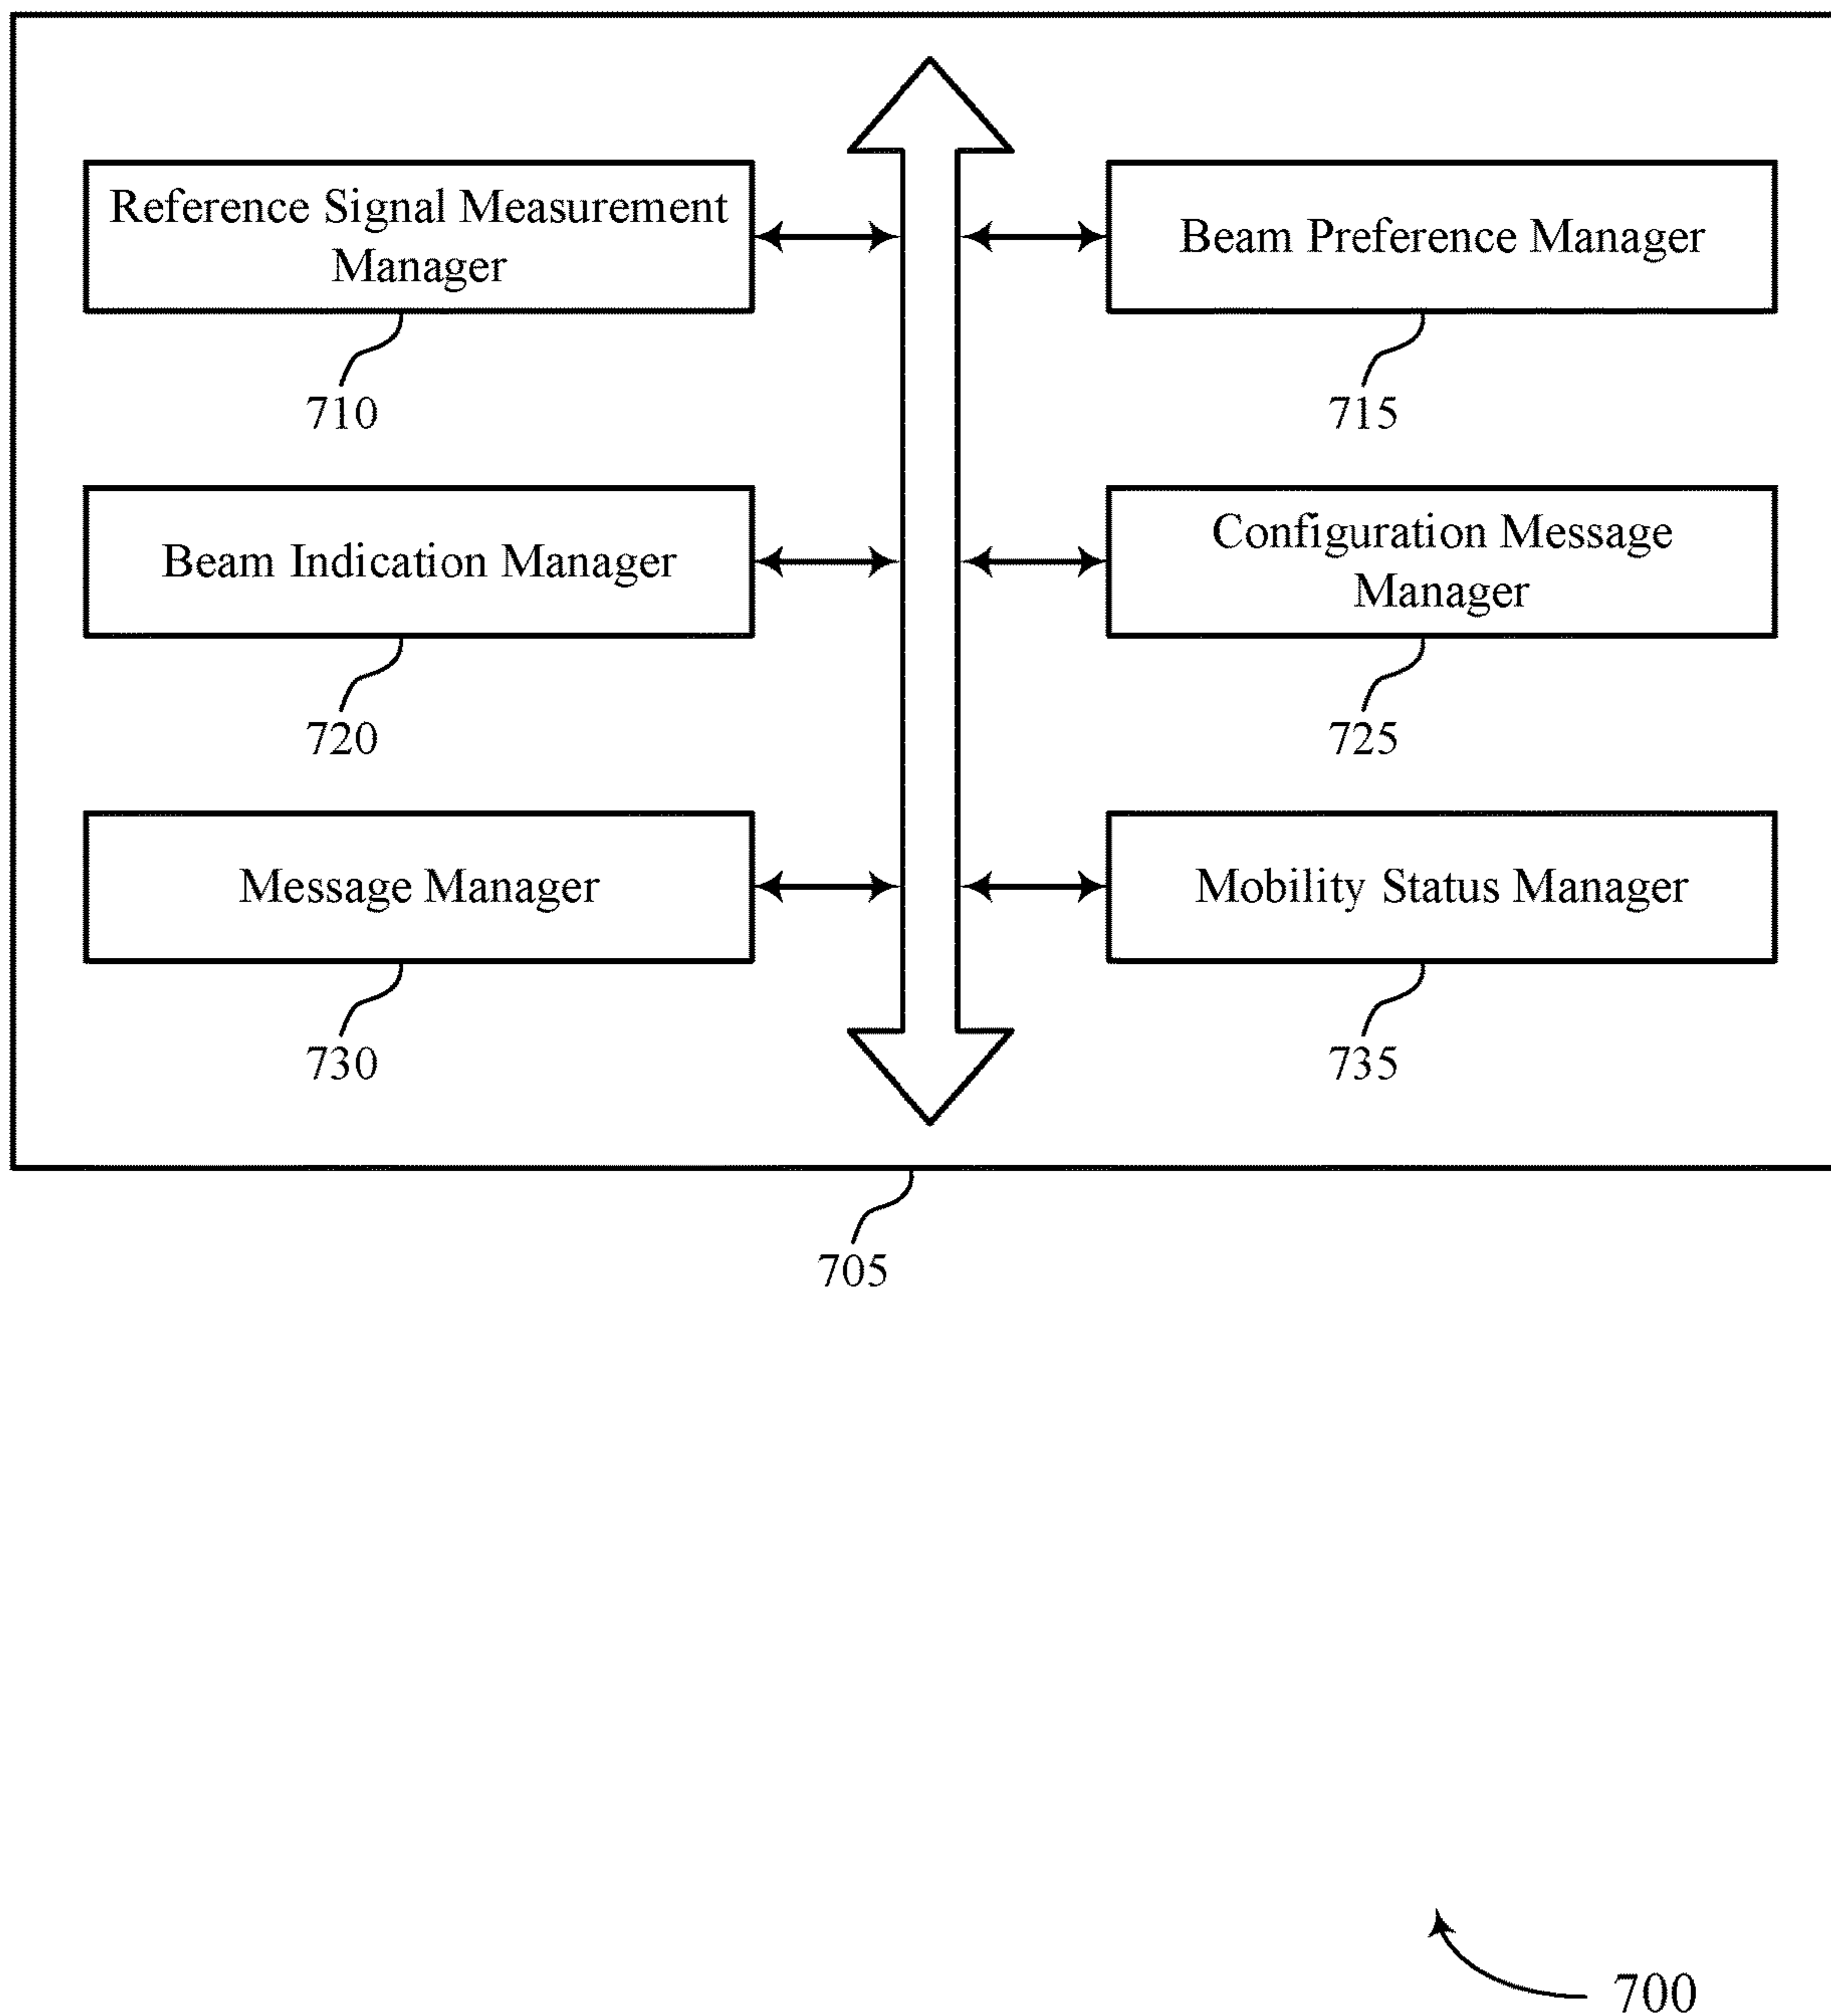 Reference Signal Measurement
Manager
710
Beam Preference Manager
715
Beam Indication Manager
720
Configuration Message
Manager
725
Message Manager
730
Mobility Status Manager
735
705
700